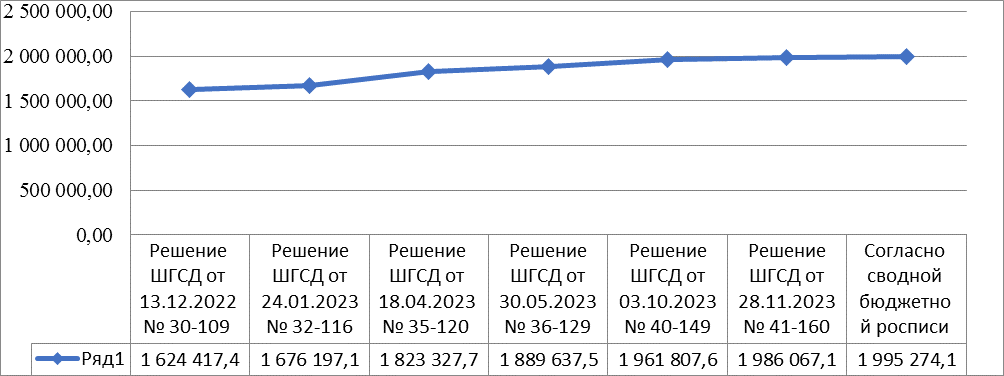 2 500 000,00
2 000 000,00
1 500 000,00
1 000 000,00
500 000,00
0,00
Решение
ШГСД от
13.12.2022
№ 30-109
Решение
ШГСД от
24.01.2023
№ 32-116
Решение
ШГСД от
18.04.2023
№ 35-120
Решение
ШГСД от
30.05.2023
№ 36-129
Решение
ШГСД от
03.10.2023
№ 40-149
Решение
ШГСД от
28.11.2023
№ 41-160
Согласно
сводной
бюджетно
й росписи
Ряд1 1 624 417,4 1 676 197,1 1 823 327,7 1 889 637,5 1 961 807,6 1 986 067,1 1 995 274,1